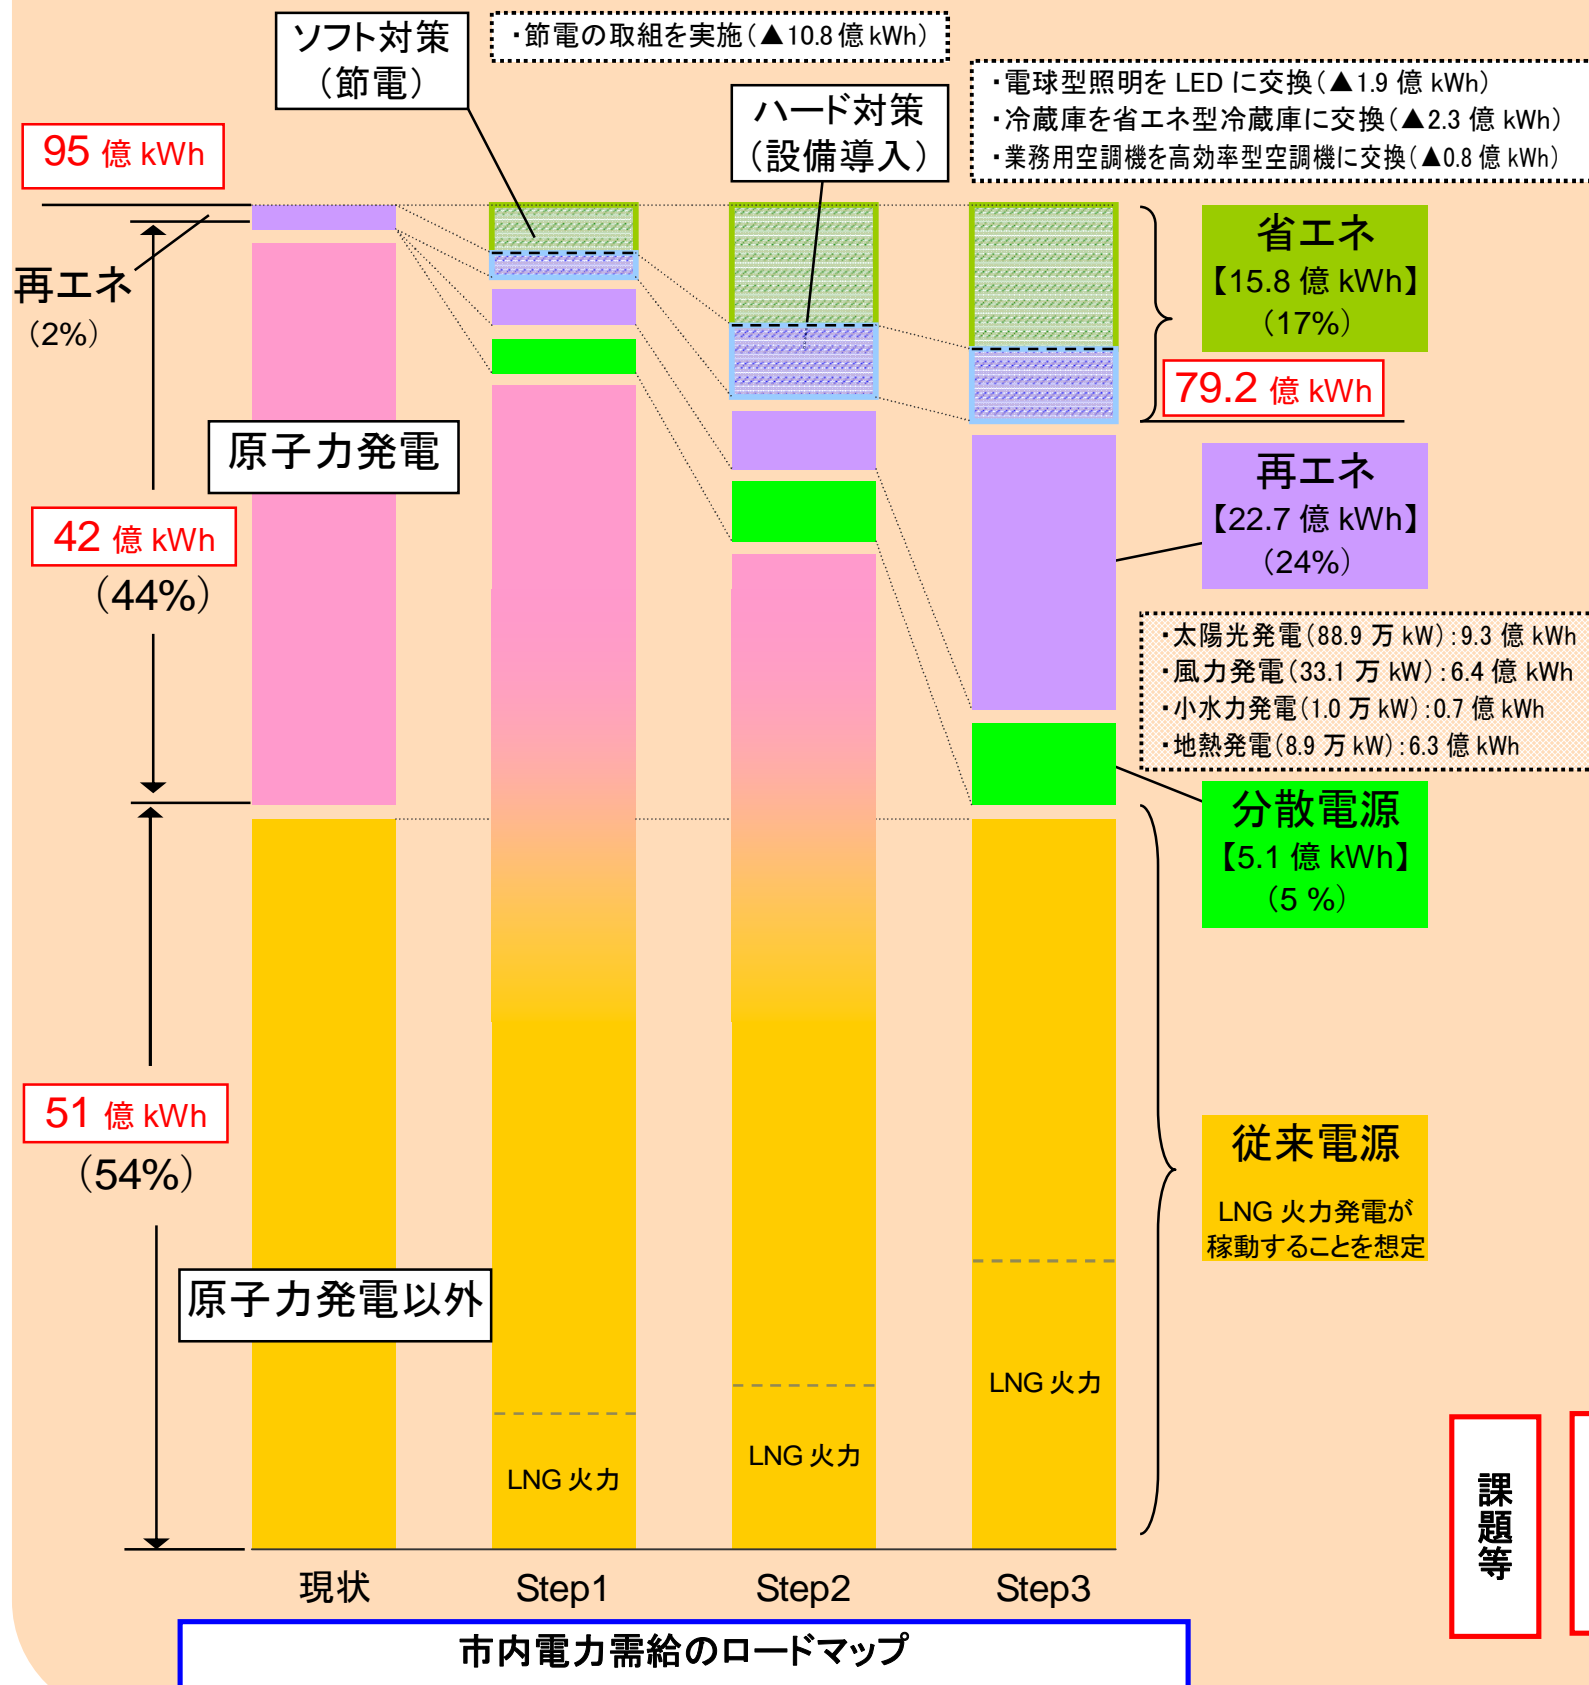 ソフト対策
(節電)
・節電の取組を実施(▲10.8億kWh)
ハード対策
(設備導入)
・電球型照明を LED に交換(▲1.9 億 kWh)
・冷蔵庫を省エネ型冷蔵庫に交換(▲2.3 億 kWh)
・業務用空調機を高効率型空調機に交換(▲0.8 億 kWh)
95 億 kWh
再エネ
(2%)
省エネ
【15.8 億 kWh】
(17%)
79.2 億 kWh
原子力発電
42 億 kWh
(44%)
再エネ
【22.7 億 kWh】
(24%)
・太陽光発電(88.9 万 kW):9.3 億 kWh
・風力発電(33.1 万 kW):6.4 億 kWh
・小水力発電(1.0 万 kW):0.7 億 kWh
・地熱発電(8.9 万 kW):6.3 億 kWh
分散電源
【5.1 億 kWh】
(5 %)
51 億 kWh
(54%)
従来電源
LNG 火力発電が
稼動することを想定
原子力発電以外
LNG 火力
LNG 火力
LNG 火力
課題等
現状
Step1
Step2
Step3
市内電力需給のロードマップ